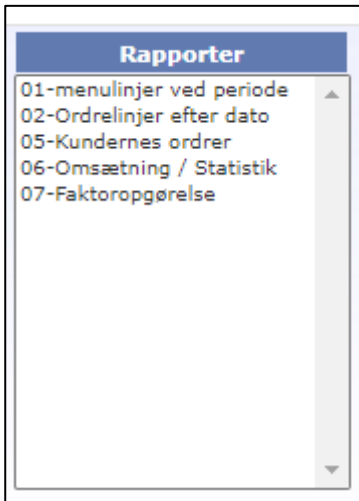 Rapporter
01-menulinjer ved periode
02-Ordrelinjer efter dato
05-Kundernes ordrer
06-Omsætning / Statistik
07-Faktoropgørelse